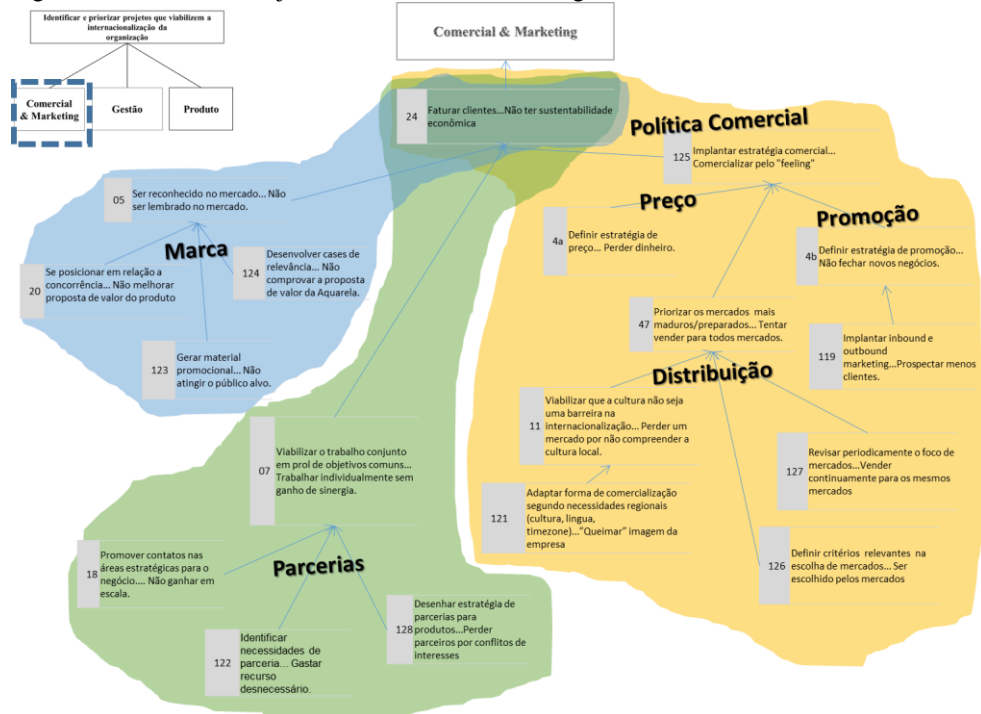 Identificar e priorizar projetos que viabilizem a
internacionalização da
organização
Comercial
& Marketing
Gestão
Produto
Comercial & Marketing
24
Faturar clientes...Não ter sustentabilidade
econômica
Política Comercial
125
Implantar estratégia comercial...
Comercializar pelo "feeling"
05
Ser reconhecido no mercado... Não
ser lembrado no mercado.
Marca
20
Se posicionar em relação a
concorrência... Não melhorar
proposta de valor do produto
124
Desenvolver cases de
relevância... Não
comprovar a proposta
de valor da Aquarela.
123
Gerar material
promocional... Não
atingir o público alvo.
Preço
4a
Definir estratégia de
preço... Perder dinheiro.
Promoção
4b
Definir estratégia de promoção...
Não fechar novos negócios.
47
Priorizar os mercados mais
maduros/preparados... Tentar
vender para todos mercados.
119
Implantar inbound e
outbound
marketing...Prospectar menos
clientes.
Distribuição
11
Viabilizar que a cultura não seja
uma barreira na
internacionalização... Perder um
mercado por não compreender a
cultura local.
127
Revisar periodicamente o foco de
mercados...Vender
continuamente para os mesmos
mercados
121
Adaptar forma de comercialização
segundo necessidades regionais
(cultura, lingua,
timezone)..."Queimar" imagem da
empresa
126
Definir critérios relevantes na
escolha de mercados... Ser
escolhido pelos mercados
07
Viabilizar o trabalho conjunto
em prol de objetivos comuns...
Trabalhar individualmente sem
ganho de sinergia.
Parcerias
18
Promover contatos nas
áreas estratégicas para o
negócio.... Não ganhar em
escala.
122
Identificar
necessidades de
parceria... Gastar
recurso
desnecessário.
128
Desenhar estratégia de
parcerias para
produtos...Perder
parceiros por conflitos de
interesses